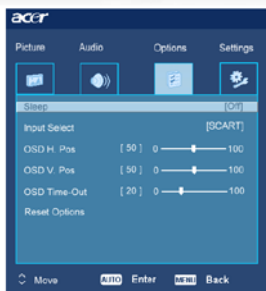 acer
Picture Audio Options Settings
Sleep [Off]
Input Select [SCART]
OSD H. Pos [ 50 ] 0 100
OSD V. Pos [ 50 ] 0 100
OSD Time-Out [ 20 ] 0 100
Reset Options
Move AUTO Enter MENU Back